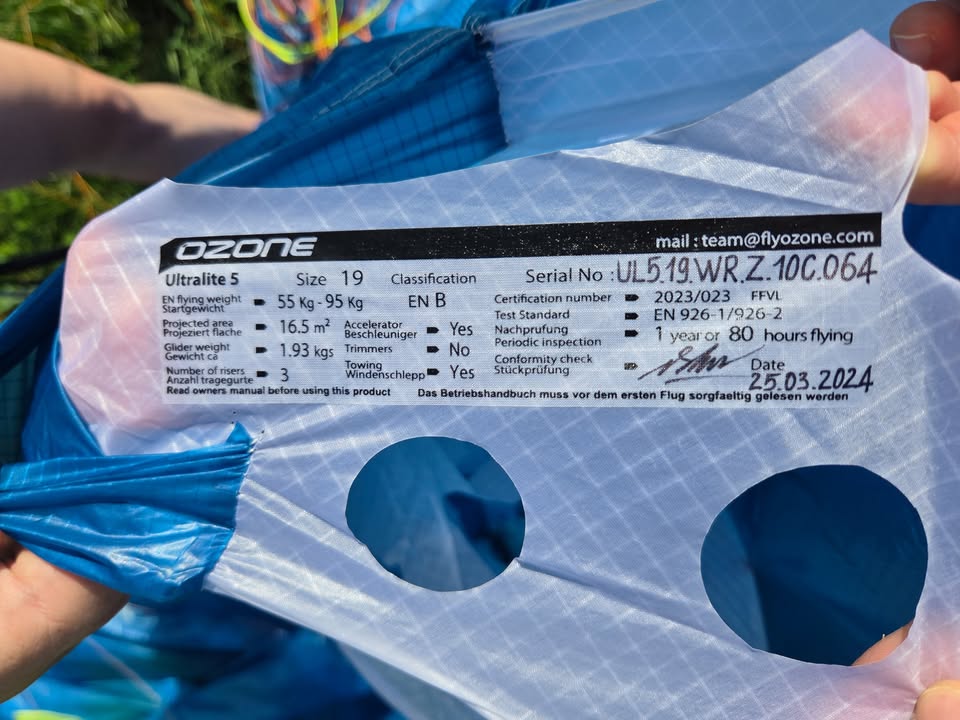 OZONE mail : team@flyozone.com
Ultralite 5 Size 19 Classification Serial No : UL5.19.WR.Z.10C.064
EN flying weight
Startgewicht 55 Kg - 95 Kg EN B
Projected area
Projeziert flache 16.5 m²
Glider weight
Gewicht ca 1.93 kgs
Number of risers
Anzahl tragegurte 3
Accelerator
Beschleuniger Yes
Trimmers No
Towing
Windenschlepp Yes
Certification number 2023/023 FFVL
Test Standard EN 926-1/926-2
Nachprufung
Periodic inspection 1 year or 80 hours flying
Conformity check
Stückprüfung
Date
25.03.2024
Read owners manual before using this product Das Betriebshandbuch muss vor dem ersten Flug sorgfaeltig gelesen werden